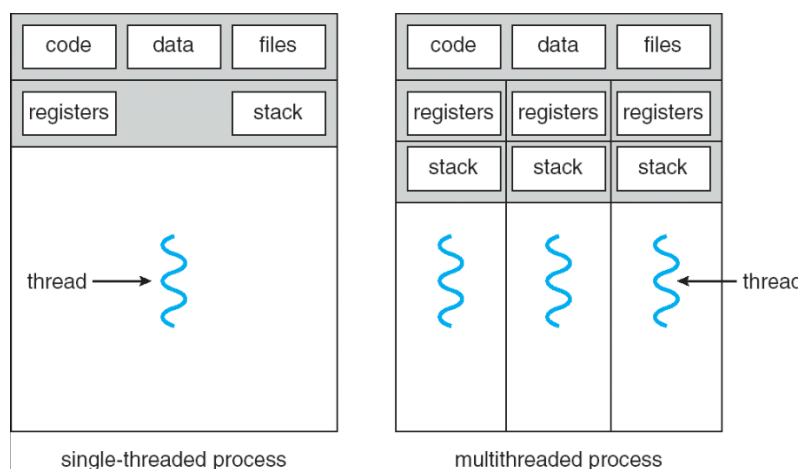 code data files
registers stack
thread
single-threaded process
code data files
registers registers registers
stack stack stack
thread
multithreaded process